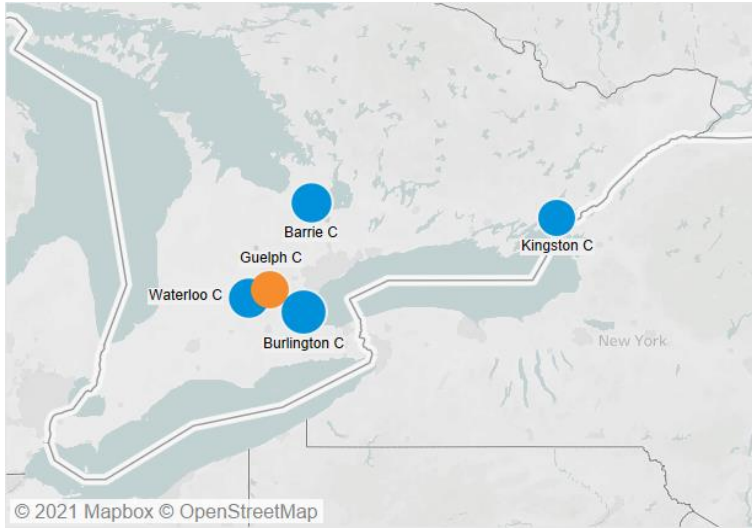 Barrie C
Kingston C
Guelph C
Waterloo C
Burlington C
New York
© 2021 Mapbox © OpenStreetMap